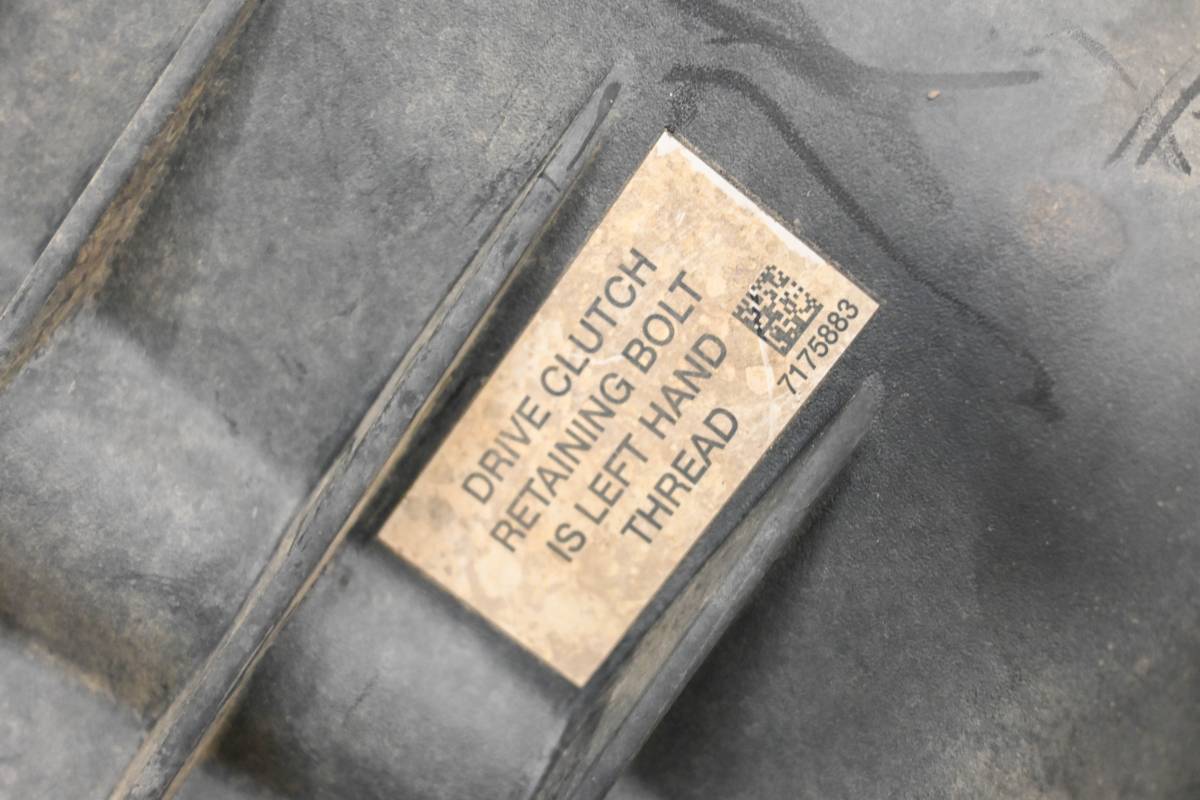 DRIVE CLUTCH
RETAINING BOLT
IS LEFT HAND
THREAD
7175883